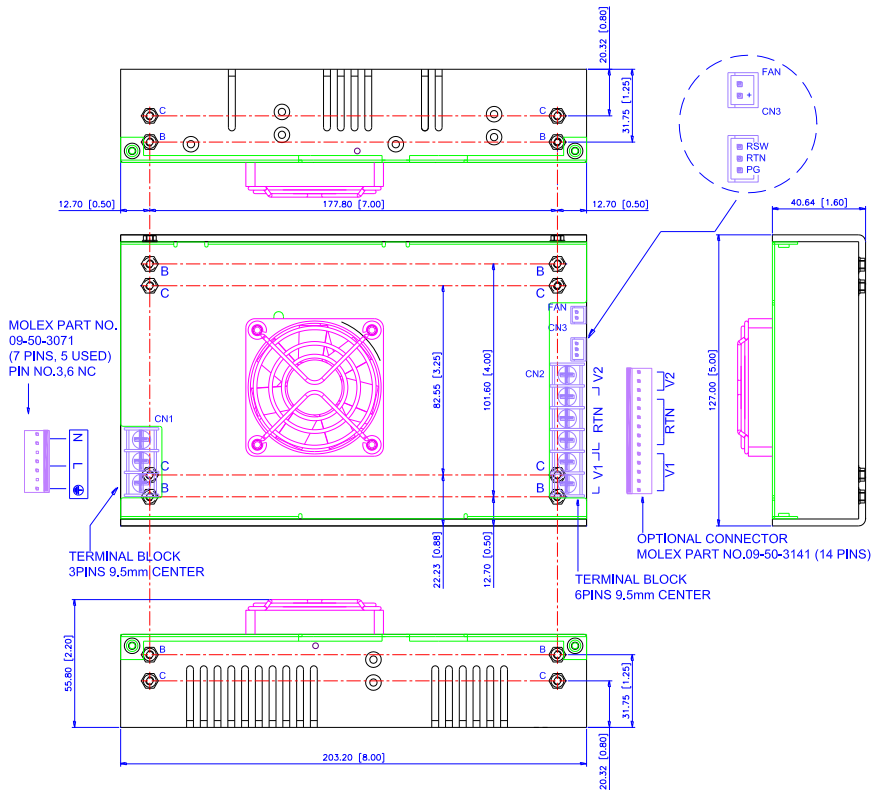 20.32 [0.80]
31.75 [1.25]
C
C
B
B
12.70 [0.50]
177.80 [7.00]
12.70 [0.50]
FAN
+
CN3
RSW
RTN
PG
40.64 [1.60]
B
B
C
C
MOLEX PART NO.
09-50-3071
(7 PINS, 5 USED)
PIN NO.3,6 NC
FAN
CN3
CN2
V2
RTN
V1
V2
RTN
V1
82.55 [3.25]
101.60 [4.00]
127.00 [5.00]
CN1
N
L
C
C
B
B
22.23 [0.88]
12.70 [0.50]
TERMINAL BLOCK
3PINS 9.5mm CENTER
OPTIONAL CONNECTOR
MOLEX PART NO.09-50-3141 (14 PINS)
TERMINAL BLOCK
6PINS 9.5mm CENTER
55.80 [2.20]
B
B
C
C
31.75 [1.25]
20.32 [0.80]
203.20 [8.00]